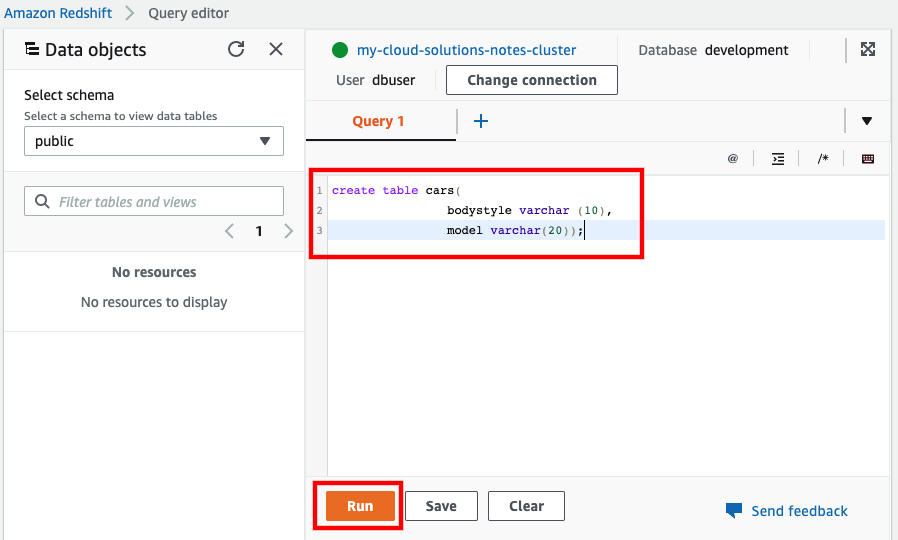 Amazon Redshift > Query editor
Data objects
Select schema
Select a schema to view data tables
public
Filter tables and views
1
No resources
No resources to display
my-cloud-solutions-notes-cluster
Database development
User dbuser
Change connection
Query 1
+
@
/*
1 create table cars(
2 bodystyle varchar (10),
3 model varchar(20));
Run
Save
Clear
Send feedback